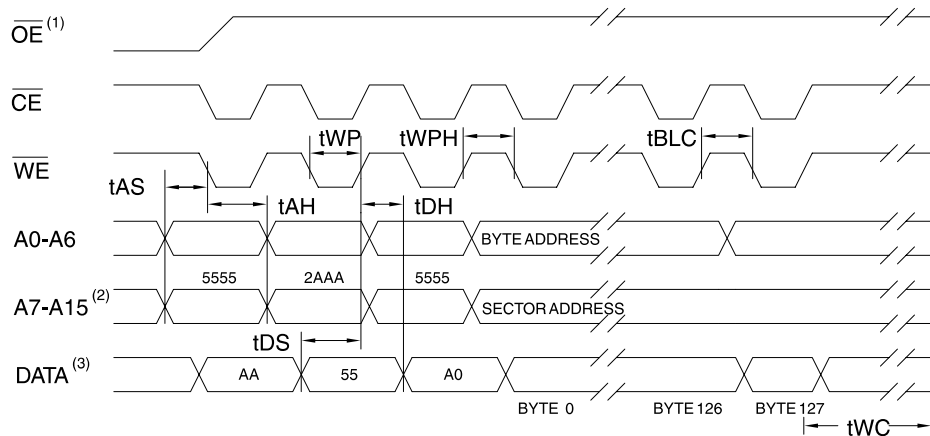 OE (1)
CE
tWP tWPH tBLC
WE
tAS tAH tDH
A0-A6 BYTE ADDRESS
5555 2AAA 5555
A7-A15 (2) SECTOR ADDRESS
tDS
DATA (3) AA 55 A0
BYTE 0 BYTE 126 BYTE 127
tWC